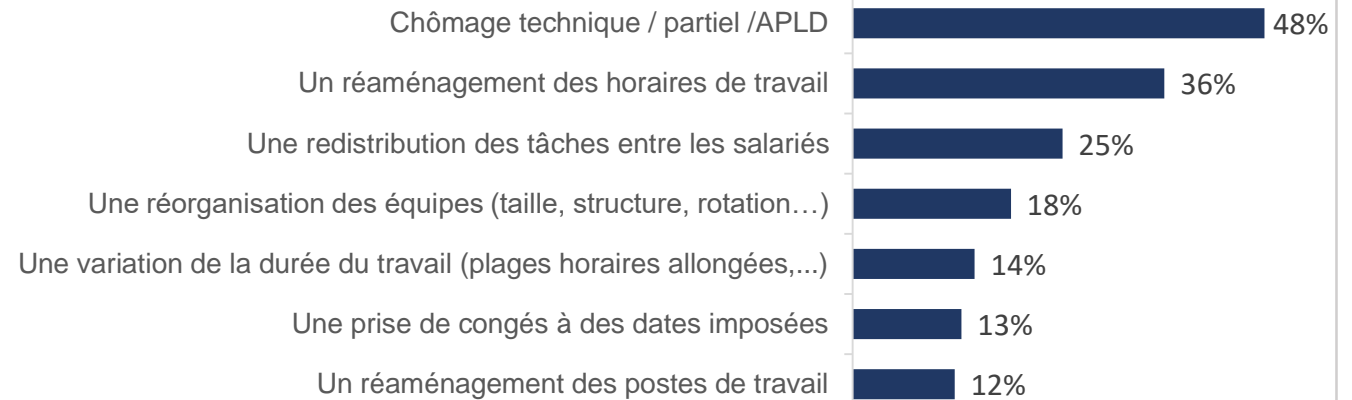 Chômage technique / partiel /APLD 48%
Un réaménagement des horaires de travail 36%
Une redistribution des tâches entre les salariés 25%
Une réorganisation des équipes (taille, structure, rotation…) 18%
Une variation de la durée du travail (plages horaires allongées,...) 14%
Une prise de congés à des dates imposées 13%
Un réaménagement des postes de travail 12%